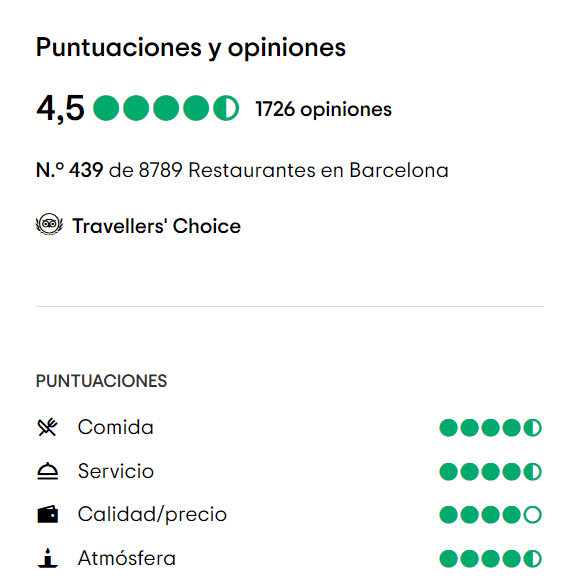 Puntuaciones y opiniones
4,5 1726 opiniones
N.º 439 de 8789 Restaurantes en Barcelona
Travellers' Choice
PUNTUACIONES
Comida
Servicio
Calidad/precio
Atmósfera